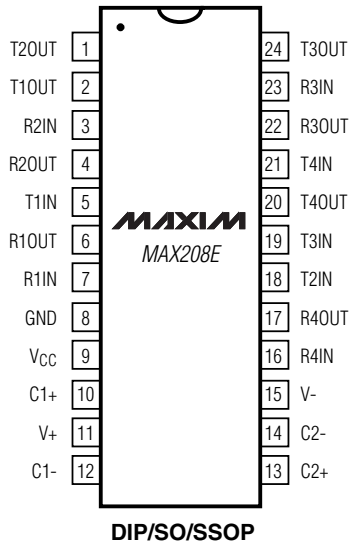 T2OUT 1 24 T3OUT
T1OUT 2 23 R3IN
R2IN 3 22 R3OUT
R2OUT 4 21 T4IN
T1IN 5 20 T4OUT
MAXIM
R1OUT 6 19 T3IN
MAX208E
R1IN 7 18 T2IN
GND 8 17 R4OUT
VCC 9 16 R4IN
C1+ 10 15 V-
V+ 11 14 C2-
C1- 12 13 C2+
DIP/SO/SSOP